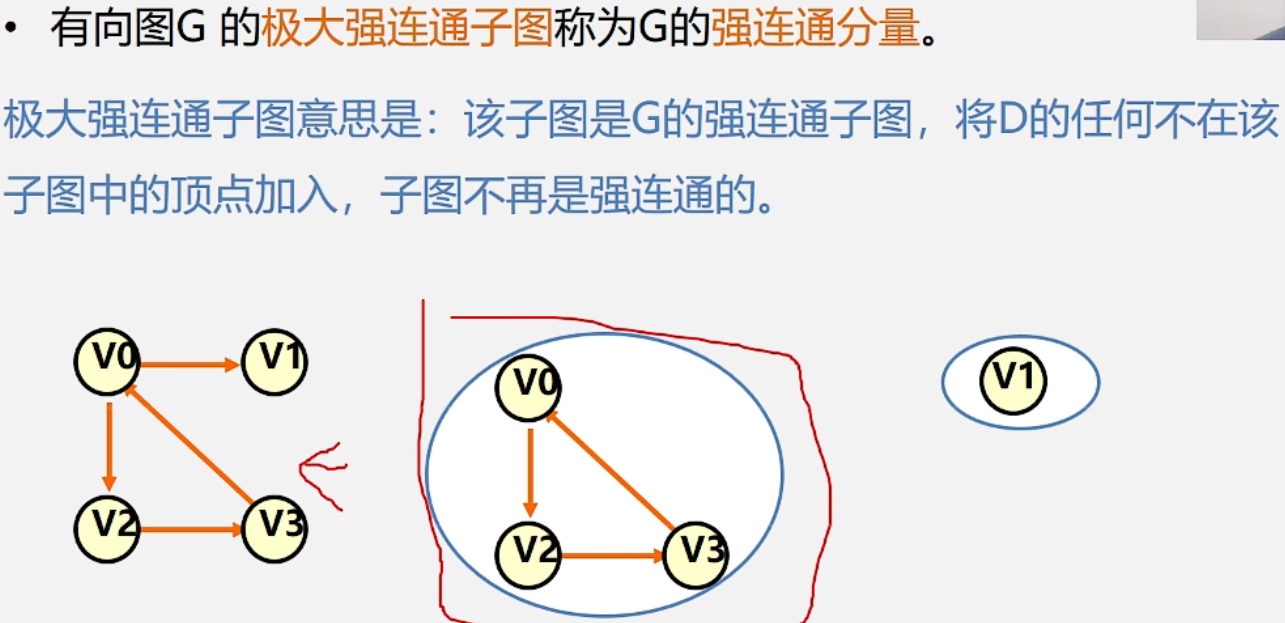 • 有向图G 的极大强连通子图称为G的强连通分量。
极大强连通子图意思是：该子图是G的强连通子图，将D的任何不在该
子图中的顶点加入，子图不再是强连通的。
V0 V1
V2 V3
V0
V2 V3
V1